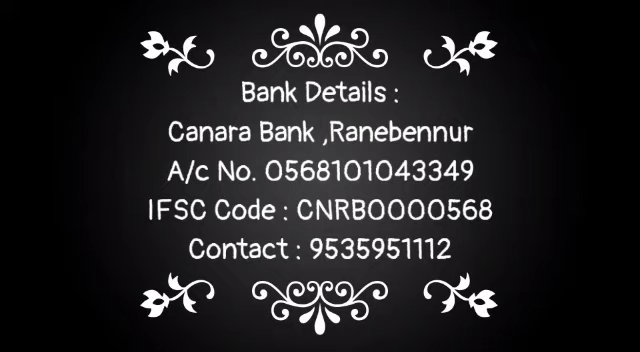 Bank Details :
Canara Bank ,Ranebennur
A/c No. 0568101043349
IFSC Code : CNRB0000568
Contact : 9535951112